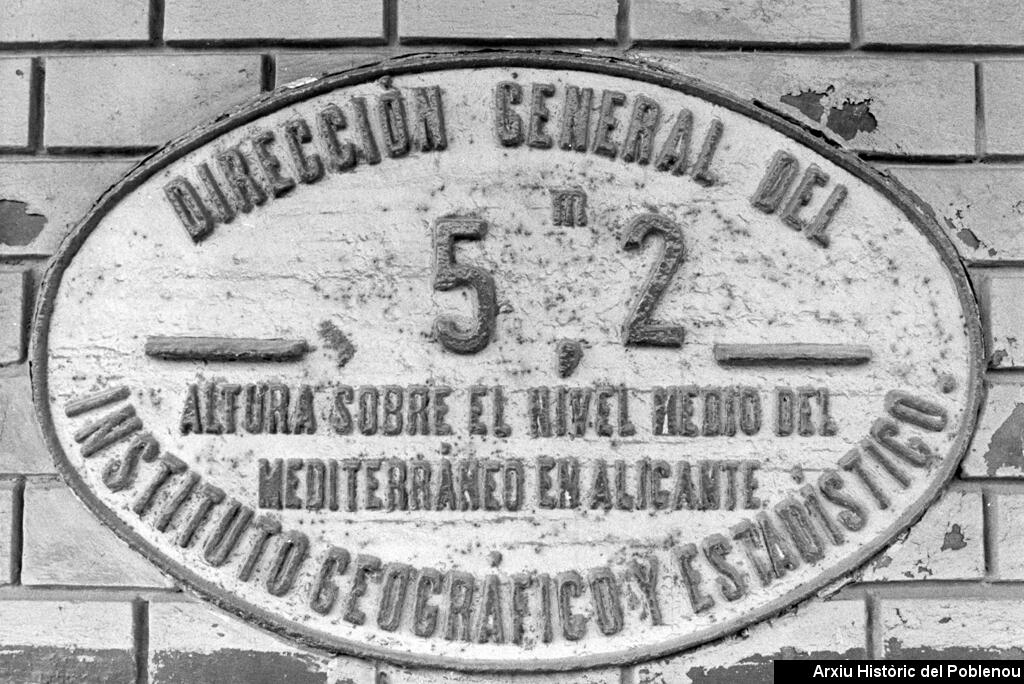 DIRECCIÓN GENERAL DEL
5,ᵐ2
ALTURA SOBRE EL NIVEL MEDIO DEL
MEDITERRÁNEO EN ALICANTE
INSTITUTO GEOGRÁFICO Y ESTADÍSTICO.
Arxiu Històric del Poblenou